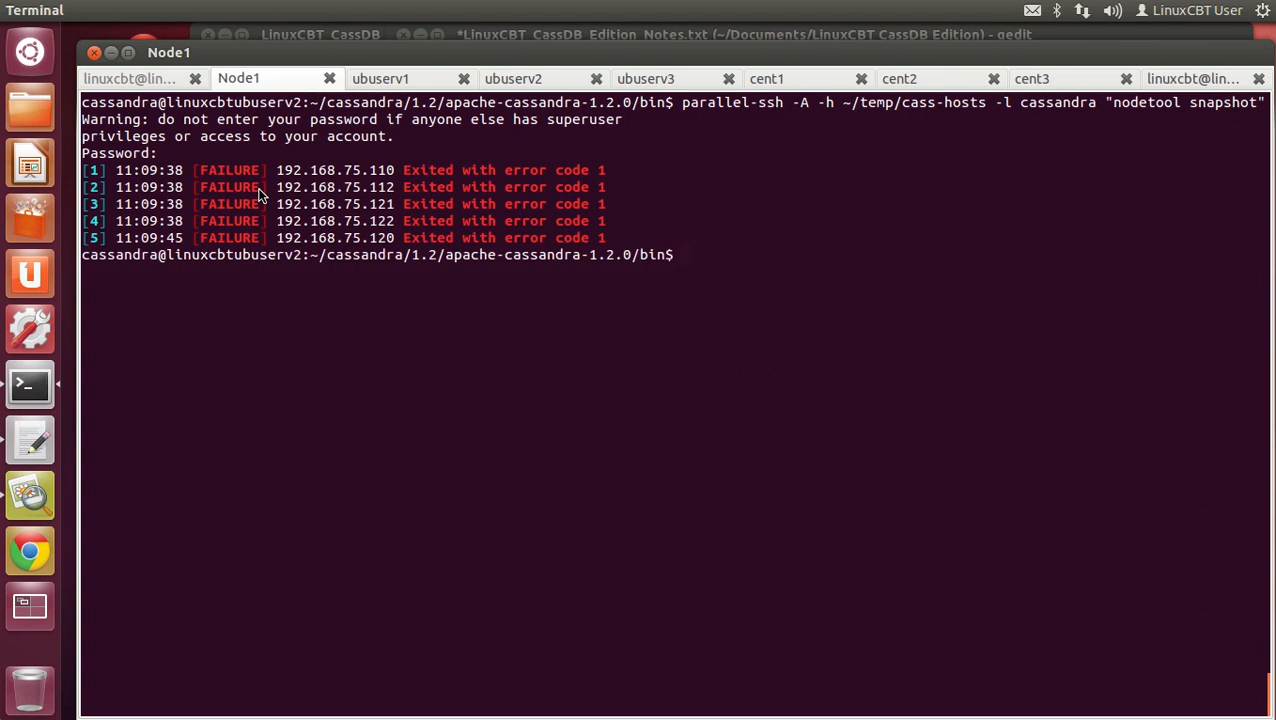 Terminal
LinuxCBT User
LinuxCBT CassDB
*LinuxCBT CassDB Edition Notes.txt (~/Documents/LinuxCBT CassDB Edition) - gedit
Node1
linuxcbt@lin...
Node1
ubuserv1
ubuserv2
ubuserv3
cent1
cent2
cent3
linuxcbt@lin...
cassandra@linuxcbtubuserv2:~/cassandra/1.2/apache-cassandra-1.2.0/bin$ parallel-ssh -A -h ~/temp/cass-hosts -l cassandra "nodetool snapshot"
Warning: do not enter your password if anyone else has superuser
privileges or access to your account.
Password:
[1] 11:09:38 [FAILURE] 192.168.75.110 Exited with error code 1
[2] 11:09:38 [FAILURE] 192.168.75.112 Exited with error code 1
[3] 11:09:38 [FAILURE] 192.168.75.121 Exited with error code 1
[4] 11:09:38 [FAILURE] 192.168.75.122 Exited with error code 1
[5] 11:09:45 [FAILURE] 192.168.75.120 Exited with error code 1
cassandra@linuxcbtubuserv2:~/cassandra/1.2/apache-cassandra-1.2.0/bin$